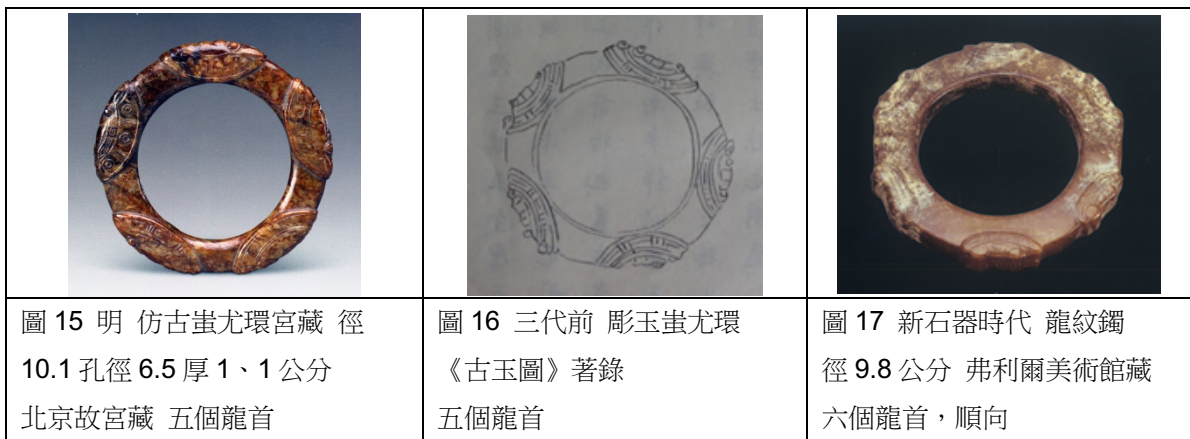 圖 15 明 仿古蚩尤環宮藏 徑
10.1 孔徑 6.5 厚 1、1 公分
北京故宮藏 五個龍首
圖 16 三代前 彫玉蚩尤環
《古玉圖》著錄
五個龍首
圖 17 新石器時代 龍紋鐲
徑 9.8 公分 弗利爾美術館藏
六個龍首，順向